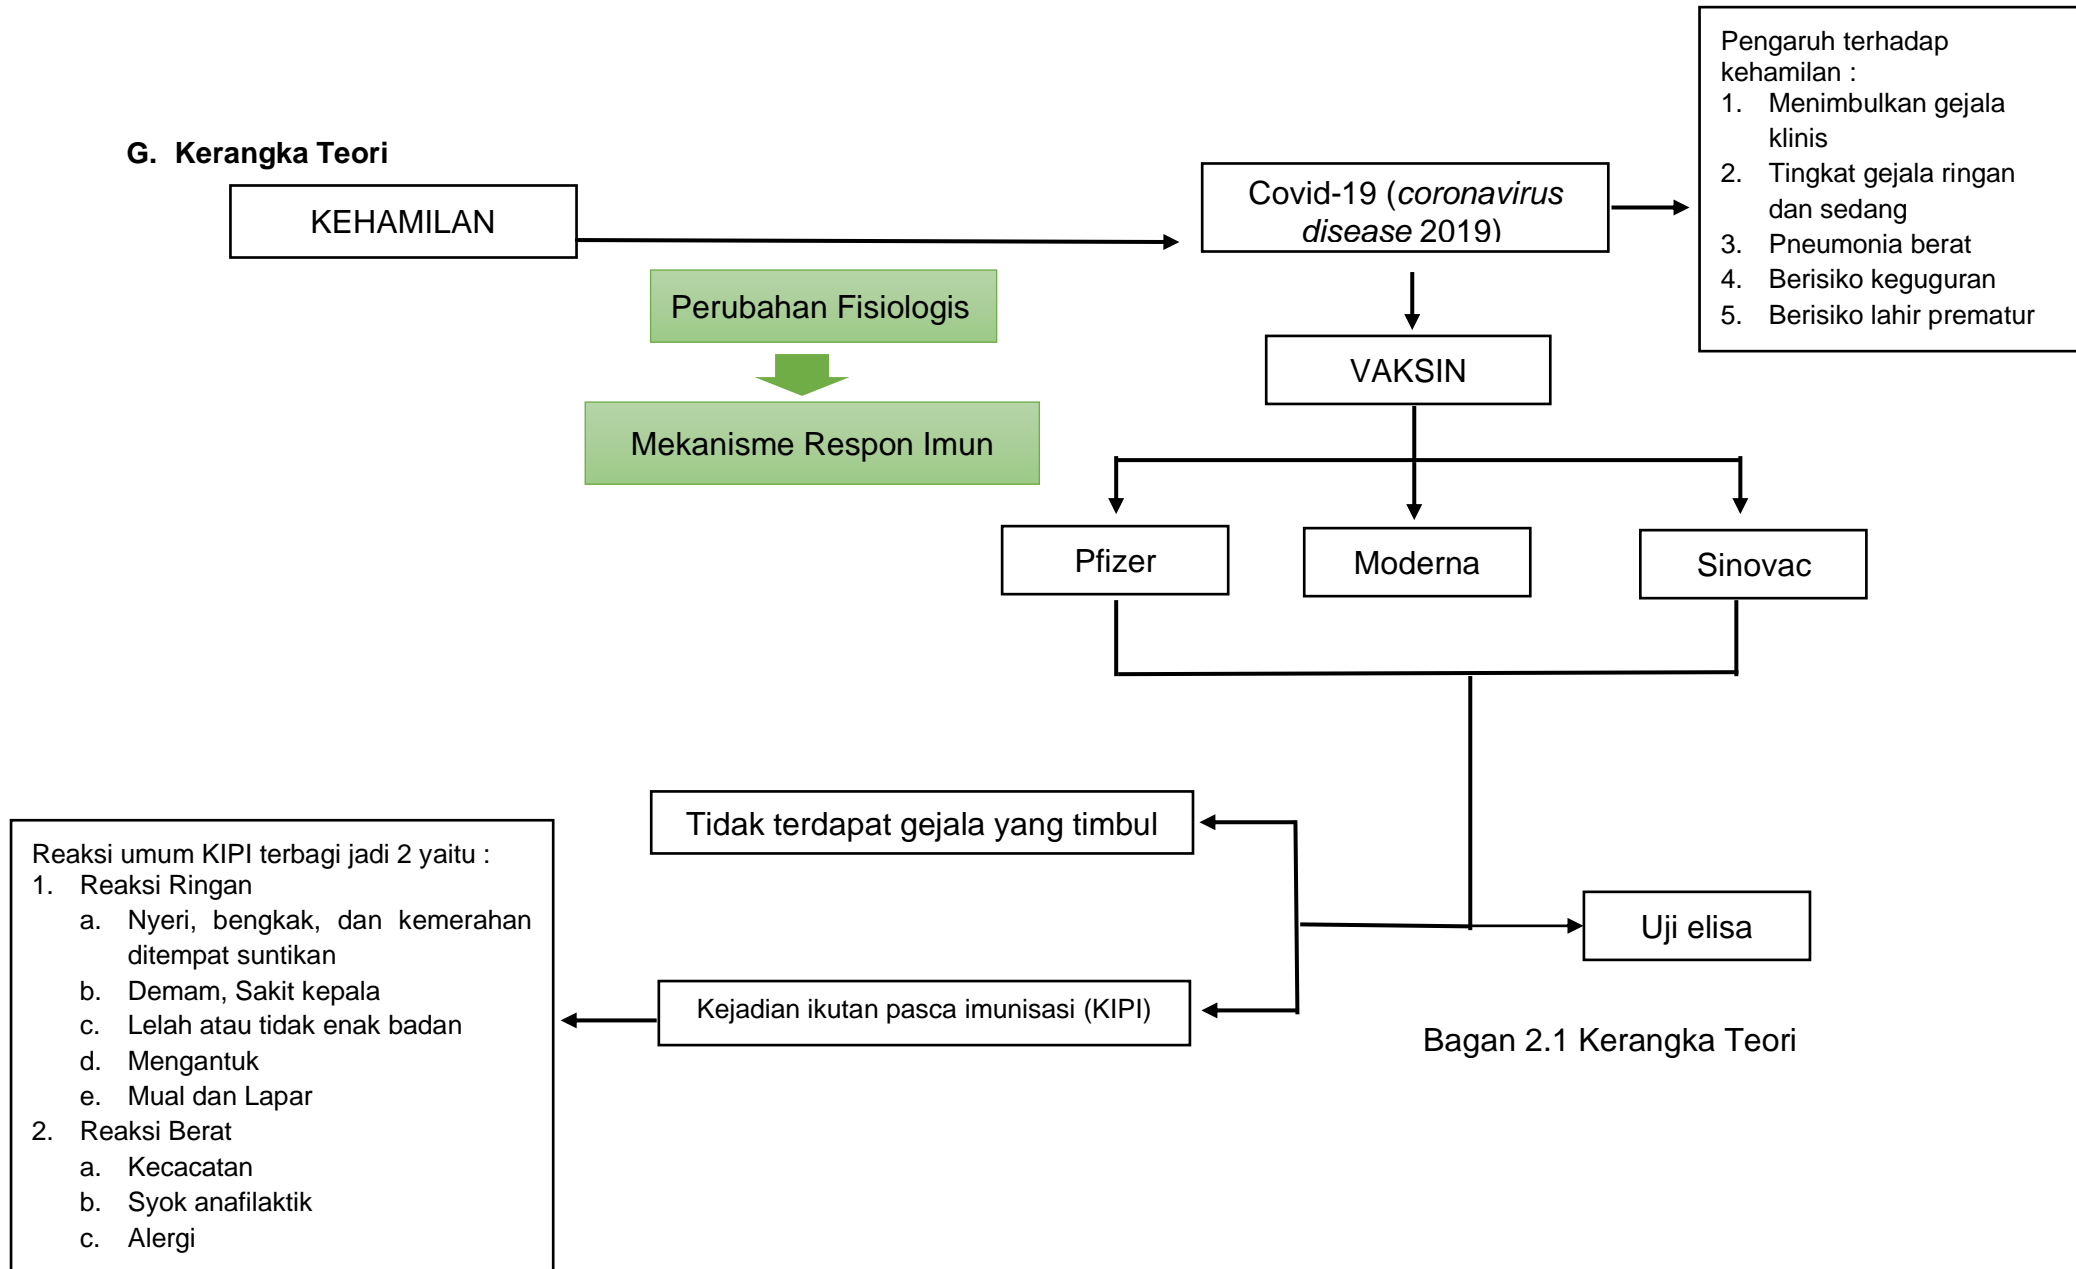 G. Kerangka Teori
KEHAMILAN
Perubahan Fisiologis
Mekanisme Respon Imun
Covid-19 (coronavirus
disease 2019)
Pengaruh terhadap
kehamilan :
1. Menimbulkan gejala
klinis
2. Tingkat gejala ringan
dan sedang
3. Pneumonia berat
4. Berisiko keguguran
5. Berisiko lahir prematur
VAKSIN
Pfizer
Moderna
Sinovac
Tidak terdapat gejala yang timbul
Uji elisa
Kejadian ikutan pasca imunisasi (KIPI)
Reaksi umum KIPI terbagi jadi 2 yaitu :
1. Reaksi Ringan
a. Nyeri, bengkak, dan kemerahan
ditempat suntikan
b. Demam, Sakit kepala
c. Lelah atau tidak enak badan
d. Mengantuk
e. Mual dan Lapar
2. Reaksi Berat
a. Kecacatan
b. Syok anafilaktik
c. Alergi
Bagan 2.1 Kerangka Teori